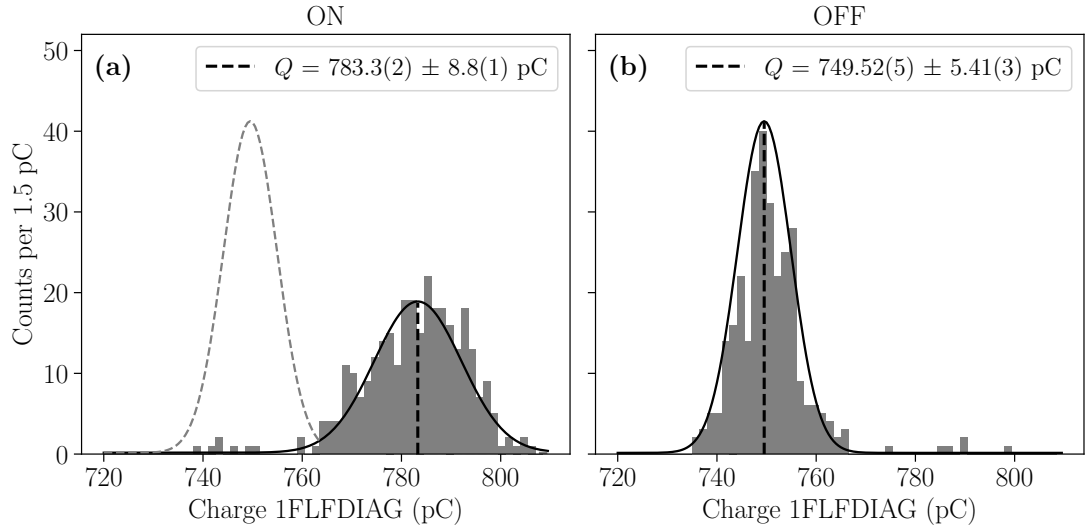 ON
(a)
Q = 783.3(2) ± 8.8(1) pC
Counts per 1.5 pC
50
40
30
20
10
0
720 740 760 780 800
Charge 1FLFDIAG (pC)
OFF
(b)
Q = 749.52(5) ± 5.41(3) pC
720 740 760 780 800
Charge 1FLFDIAG (pC)